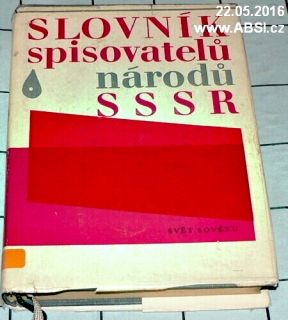 22.05.2016
www.ABSI.cz
SLOVNÍK
spisovatelů
národů
SSSR
SVĚT SOVĚTŮ